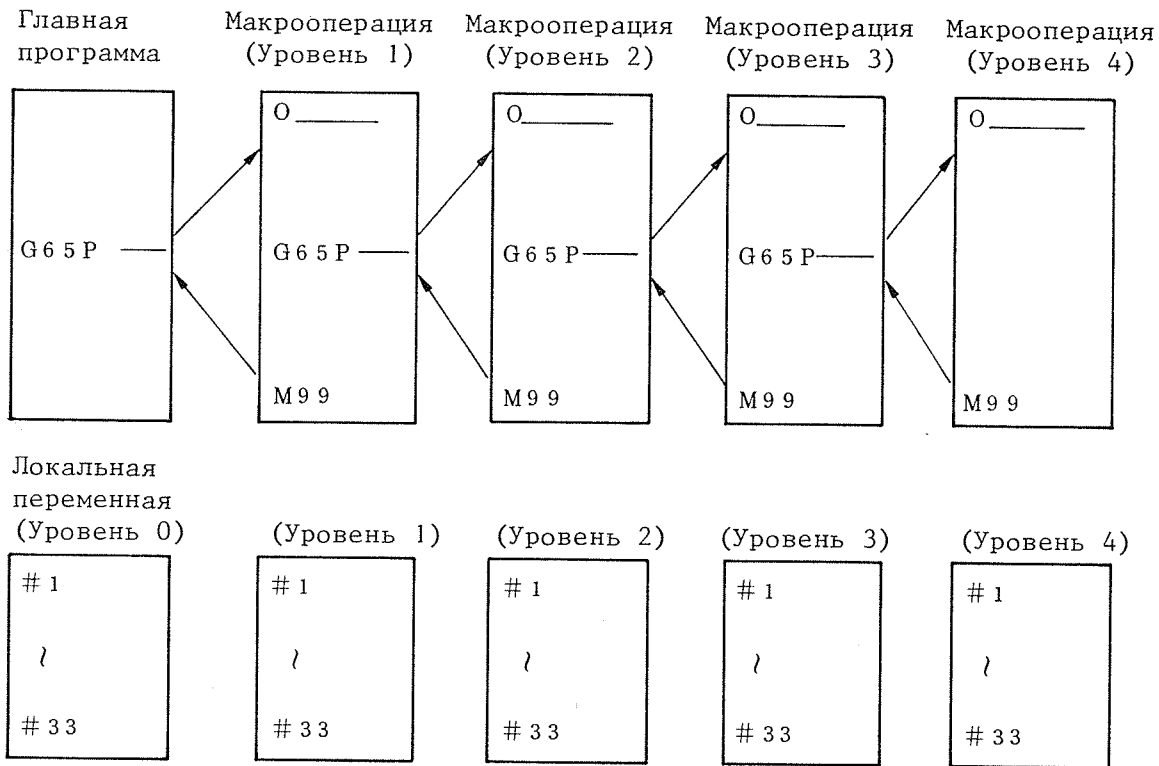 Главная
программа
Макрооперация
(Уровень 1)
Макрооперация
(Уровень 2)
Макрооперация
(Уровень 3)
Макрооперация
(Уровень 4)
G65P
O
G65P
M99
O
G65P
M99
O
G65P
M99
O
M99
Локальная
переменная
(Уровень 0)
(Уровень 1)
(Уровень 2)
(Уровень 3)
(Уровень 4)
#1
~
#33
#1
~
#33
#1
~
#33
#1
~
#33
#1
~
#33